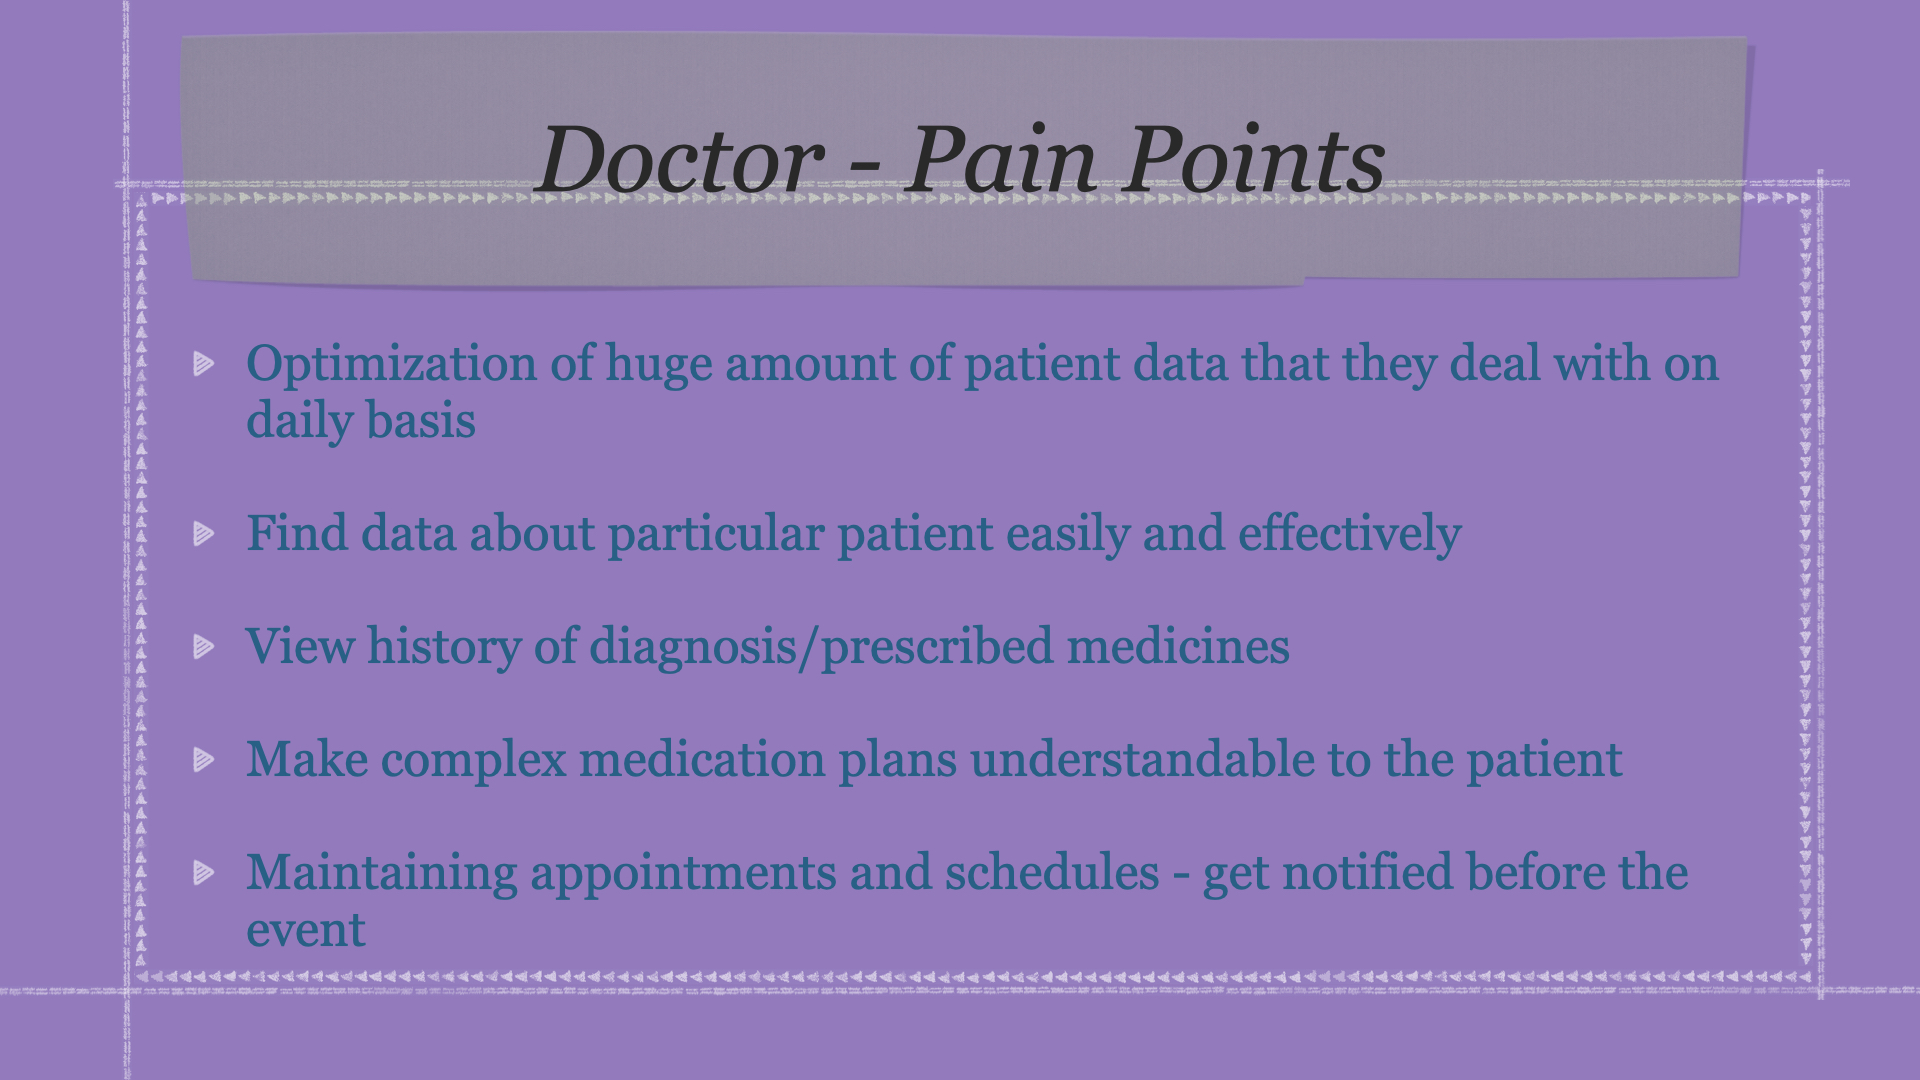 Doctor - Pain Points
Optimization of huge amount of patient data that they deal with on
daily basis
Find data about particular patient easily and effectively
View history of diagnosis/prescribed medicines
Make complex medication plans understandable to the patient
Maintaining appointments and schedules - get notified before the
event